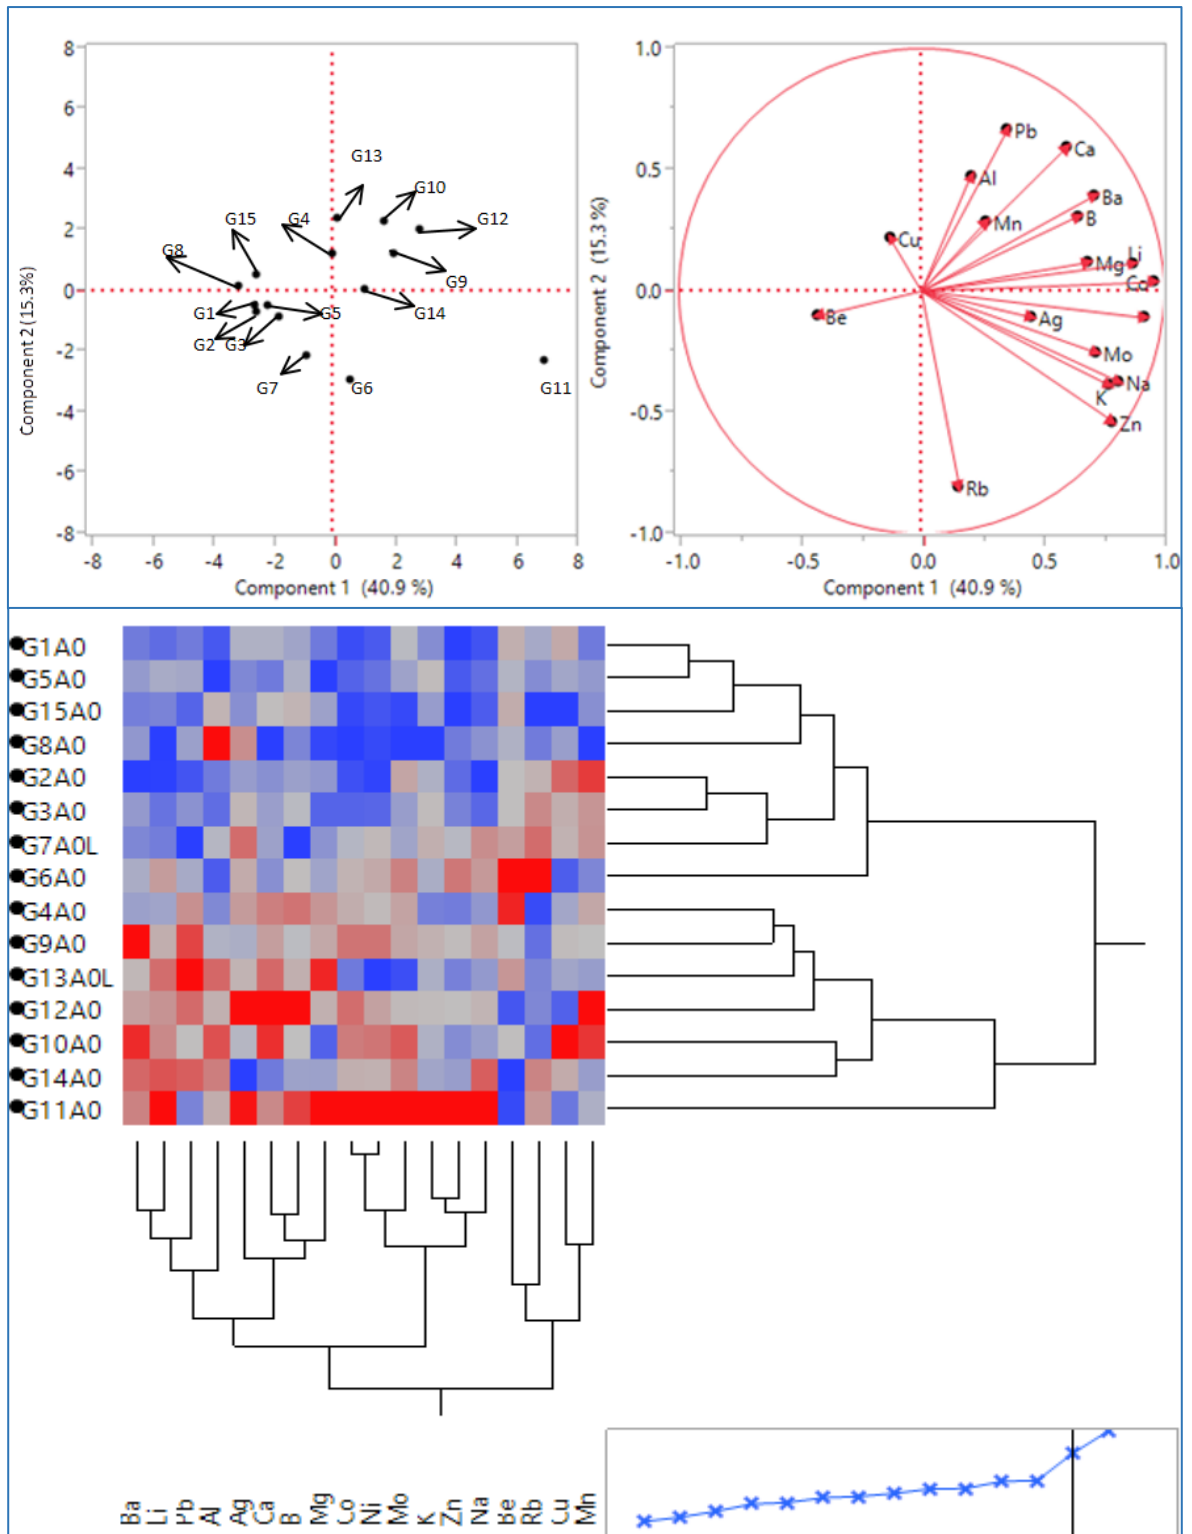 8
6
4
2
0
-2
-4
-6
-8
Component 2 (15.3%)
G13
G10
G15
G4
G12
G8
G9
G1
G5
G14
G2
G3
G7
G6
G11
-8
-6
-4
-2
0
2
4
6
8
Component 1 (40.9 %)
1.0
0.5
0.0
-0.5
-1.0
Component 2 (15.3 %)
Pb
Ca
Al
Ba
Mn
B
Cu
Li
Mg
Co
Be
Ag
Mo
Na
K
Zn
Rb
-1.0
-0.5
0.0
0.5
1.0
Component 1 (40.9 %)
G1A0
G5A0
G15A0
G8A0
G2A0
G3A0
G7A0L
G6A0
G4A0
G9A0
G13A0L
G12A0
G10A0
G14A0
G11A0
Ba
Li
Pb
Al
Ag
Ca
B
Mg
Co
Ni
Mo
K
Zn
Na
Be
Rb
Cu
Mn